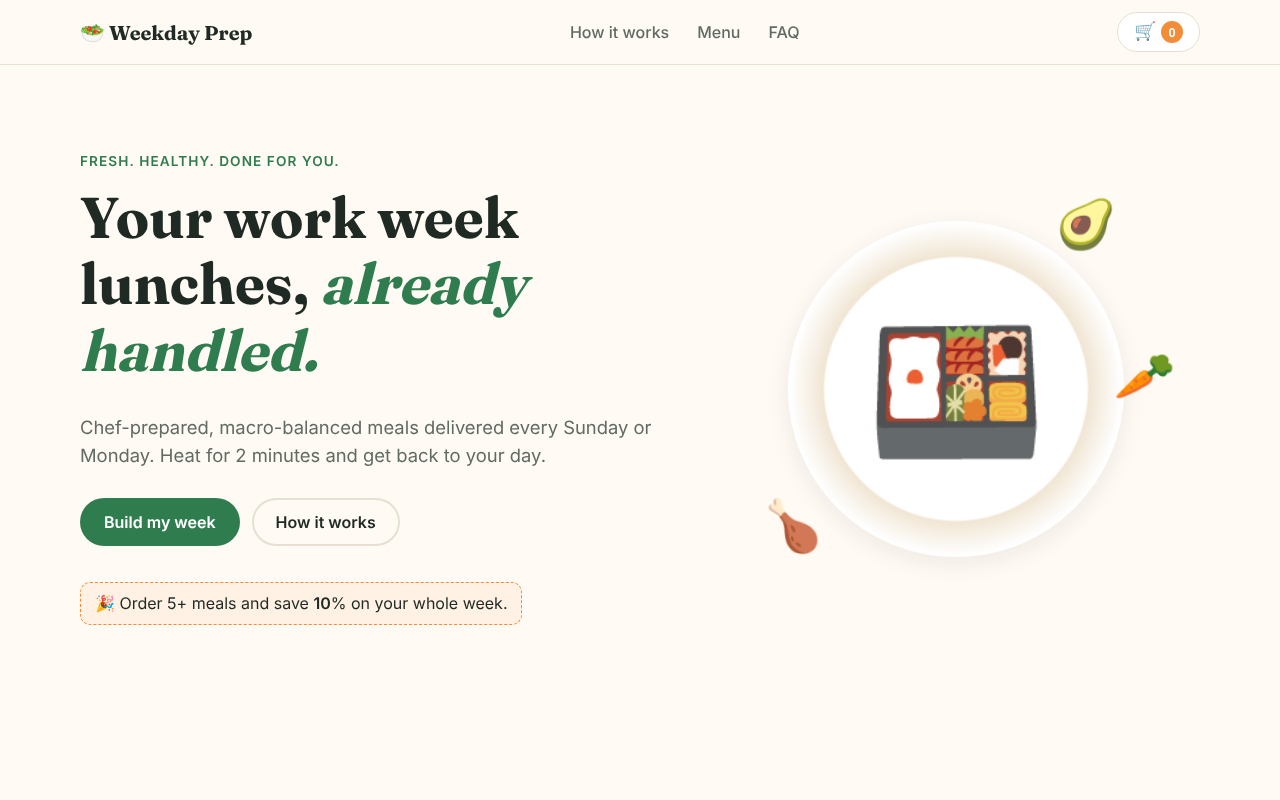 Weekday Prep
How it works
Menu
FAQ
0
FRESH. HEALTHY. DONE FOR YOU.
Your work week
lunches, already
handled.
Chef-prepared, macro-balanced meals delivered every Sunday or
Monday. Heat for 2 minutes and get back to your day.
Build my week
How it works
Order 5+ meals and save 10% on your whole week.